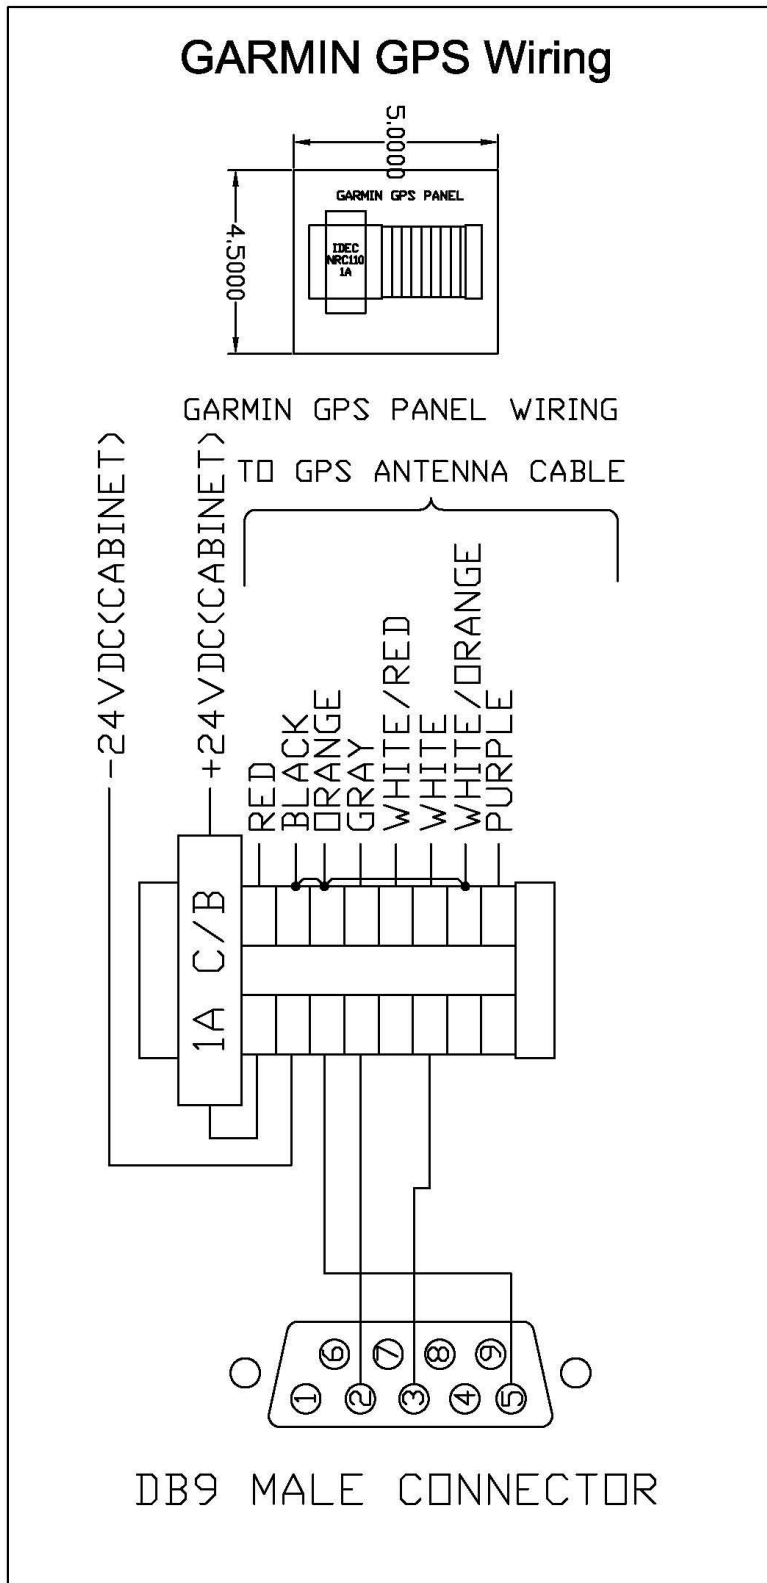 GARMIN GPS Wiring
5.0000
4.5000
GARMIN GPS PANEL
IDEC
NRC110
1A
GARMIN GPS PANEL WIRING
TO GPS ANTENNA CABLE
-24VDC(CABINET)
+24VDC(CABINET)
RED
BLACK
ORANGE
GRAY
WHITE/RED
WHITE
WHITE/ORANGE
PURPLE
1A C/B
6
7
8
9
1
2
3
4
5
DB9 MALE CONNECTOR